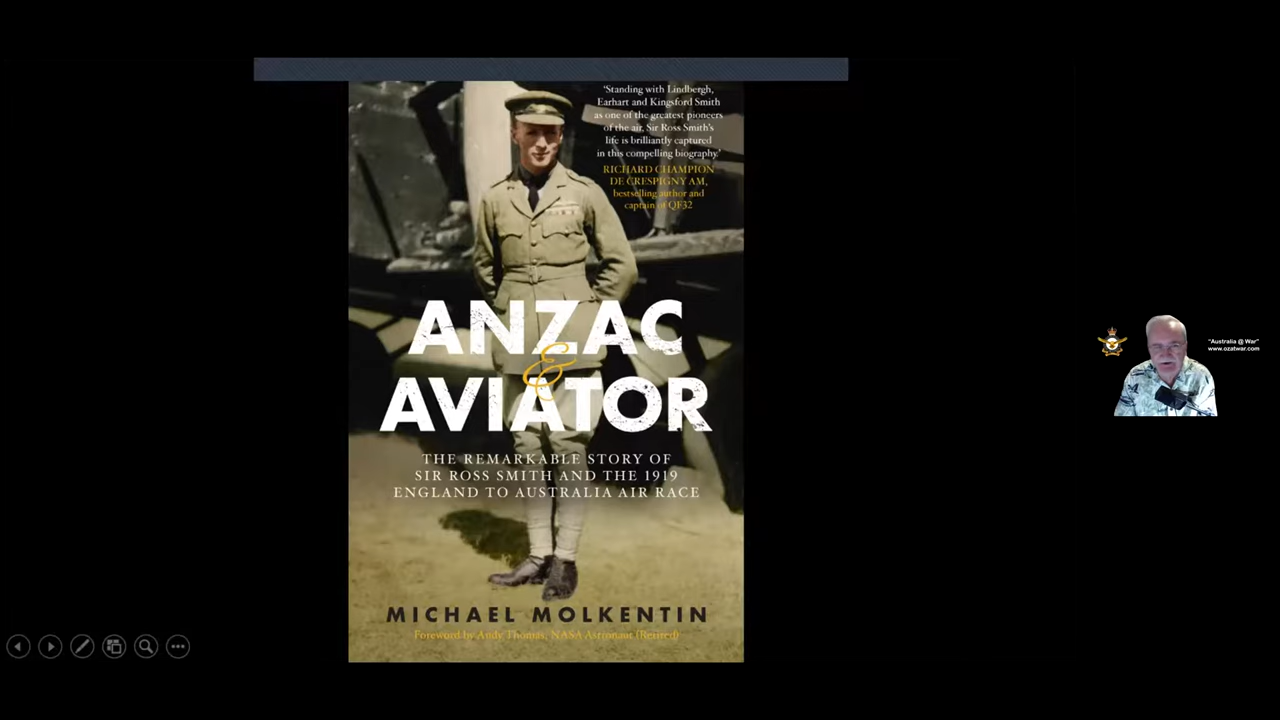 'Standing with Lindbergh,
Earhart and Kingsford Smith
as one of the greatest pioneers
of the air, Sir Ross Smith's
life is brilliantly captured
in this compelling biography.'
RICHARD CHAMPION
DE CRESPIGNY AM,
bestselling author and
captain of QF32
ANZAC
&
AVIATOR
THE REMARKABLE STORY OF
SIR ROSS SMITH AND THE 1919
ENGLAND TO AUSTRALIA AIR RACE
MICHAEL MOLKENTIN
Foreword by Andy Thomas, NASA Astronaut (Retired)
"Australia @ War"
www.ozatwar.com